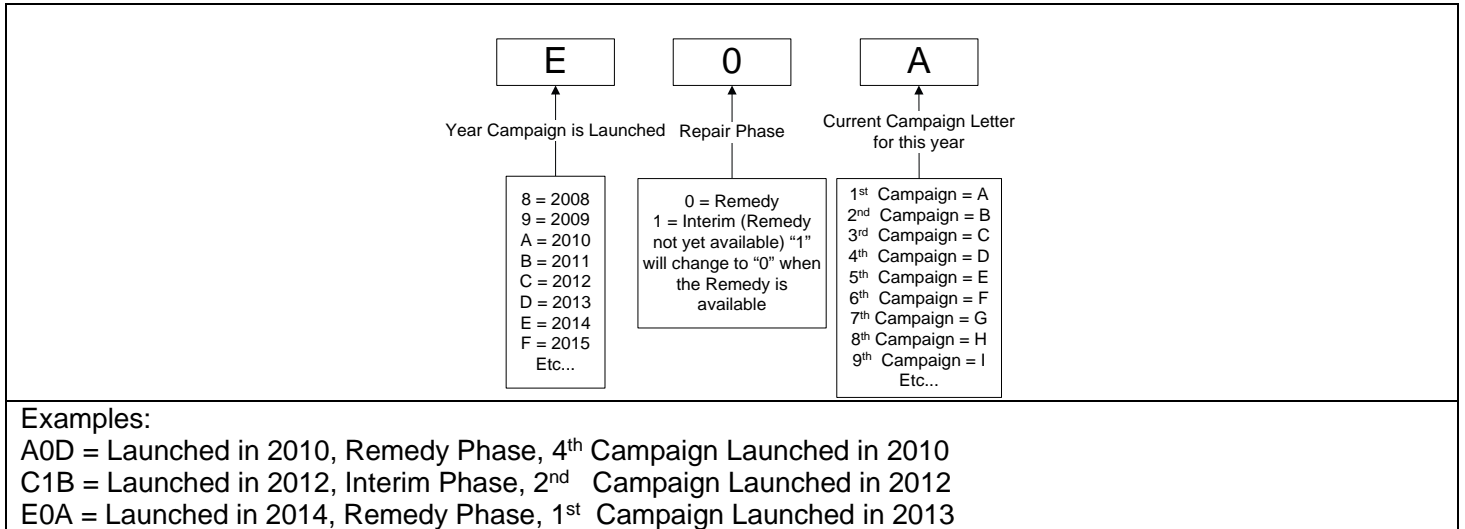 E 0 A
Year Campaign is Launched
Repair Phase
Current Campaign Letter
for this year
8 = 2008
9 = 2009
A = 2010
B = 2011
C = 2012
D = 2013
E = 2014
F = 2015
Etc...
0 = Remedy
1 = Interim (Remedy
not yet available) “1”
will change to “0” when
the Remedy is
available
1st Campaign = A
2nd Campaign = B
3rd Campaign = C
4th Campaign = D
5th Campaign = E
6th Campaign = F
7th Campaign = G
8th Campaign = H
9th Campaign = I
Etc...
Examples:
A0D = Launched in 2010, Remedy Phase, 4th Campaign Launched in 2010
C1B = Launched in 2012, Interim Phase, 2nd Campaign Launched in 2012
E0A = Launched in 2014, Remedy Phase, 1st Campaign Launched in 2013